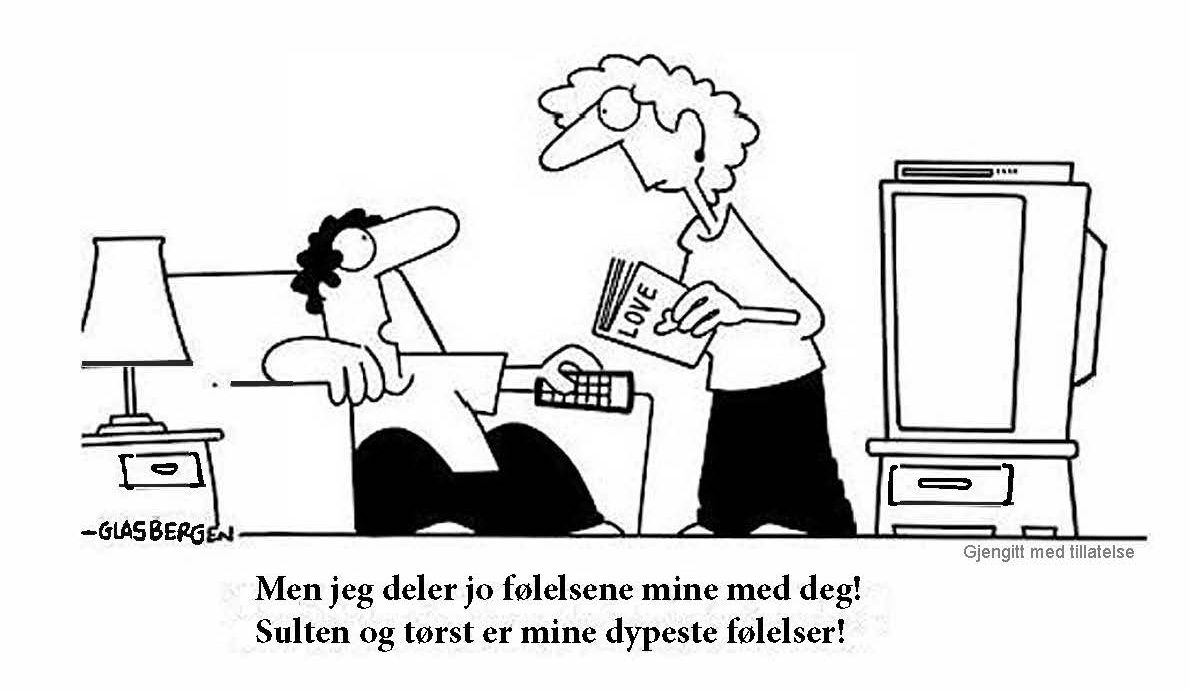 LOVE
-GLASBERGEN
Gjengitt med tillatelse
Men jeg deler jo følelsene mine med deg!
Sulten og tørst er mine dypeste følelser!